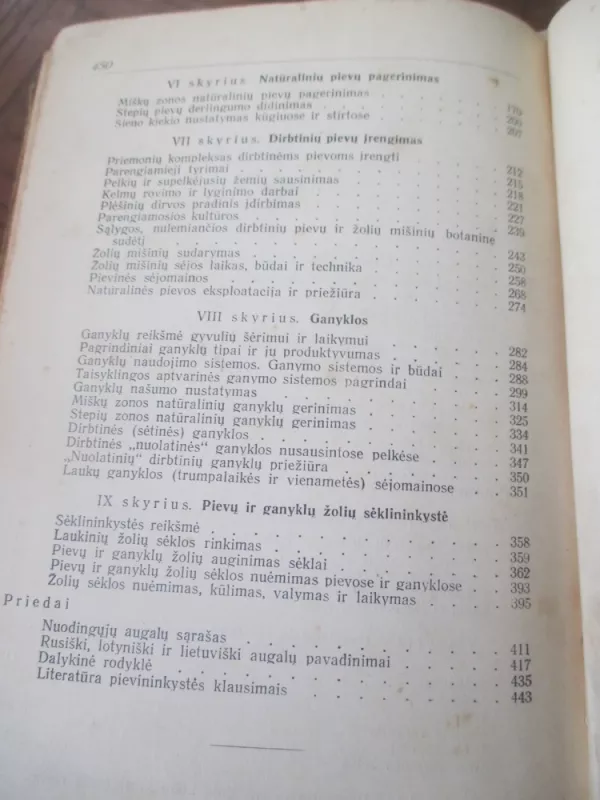 450
VI skyrius. Natūralinių pievų pagerinimas
Miškų zonos natūralinių pievų pagerinimas . . . . . .
Stepių pievų derlingumo didinimas . . . . . .
Sieno kiekio nustatymas kūgiuose ir stirtose . . . . . 207
VII skyrius. Dirbtinių pievų įrengimas
Priemonių kompleksas dirbtinėms pievoms įrengti . . . . 212
Parengiamieji tyrimai . . . . . . . 215
Pelkių ir supelkėjusių žemių sausinimas . . . . . 218
Kelmų rovimo ir lyginimo darbai . . . . . . 221
Plėšinių dirvos pradinis įdirbimas . . . . . . 227
Parengiamosios kultūros . . . . . . . 239
Sąlygos, nulemiančios dirbtinių pievų ir žolių mišinių botaninę
sudėtį . . . . . . . . 243
Žolių mišinių sudarymas . . . . . . . 250
Žolių mišinių sėjos laikas, būdai ir technika . . . . . 258
Pievinės sėjomainos . . . . . . . 268
Natūralinės pievos eksploatacija ir priežiūra . . . . . 274
VIII skyrius. Ganyklos
Ganyklų reikšmė gyvulių šėrimui ir laikymui . . . . . 282
Pagrindiniai ganyklų tipai ir jų produktyvumas . . . . . 284
Ganyklų naudojimo sistemos. Ganymo sistemos ir būdai . . . 288
Taisyklingos aptvarinės ganymo sistemos pagrindai . . . . 299
Ganyklų našumo nustatymas . . . . . . . 314
Miškų zonos natūralinių ganyklų gerinimas . . . . . 325
Stepių zonos natūralinių ganyklų gerinimas . . . . . 334
Dirbtinės (sėtinės) ganyklos . . . . . . . 341
Dirbtinės „nuolatinės“ ganyklos nusausintose pelkėse . . . . 347
„Nuolatinių“ dirbtinių ganyklų priežiūra . . . . . . 350
Laukų ganyklos (trumpalaikės ir vienametės) sėjomainose . . 351
IX skyrius. Pievų ir ganyklų žolių sėklininkystė
Sėklininkystės reikšmė . . . . . . . . 358
Laukinių žolių sėklos rinkimas . . . . . . . 359
Pievų ir ganyklų žolių auginimas sėklai . . . . . . 362
Pievų ir ganyklų žolių sėklos nuėmimas pievose ir ganyklose . . 393
Žolių sėklos nuėmimas, kūlimas, valymas ir laikymas . . . . 395
Priedai
Nuodingųjų augalų sąrašas . . . . . . . . 411
Rusiški, lotyniški ir lietuviški augalų pavadinimai . . . . 417
Dalykinė rodyklė . . . . . . . . . 435
Literatūra pievininkystės klausimais . . . . . . 443